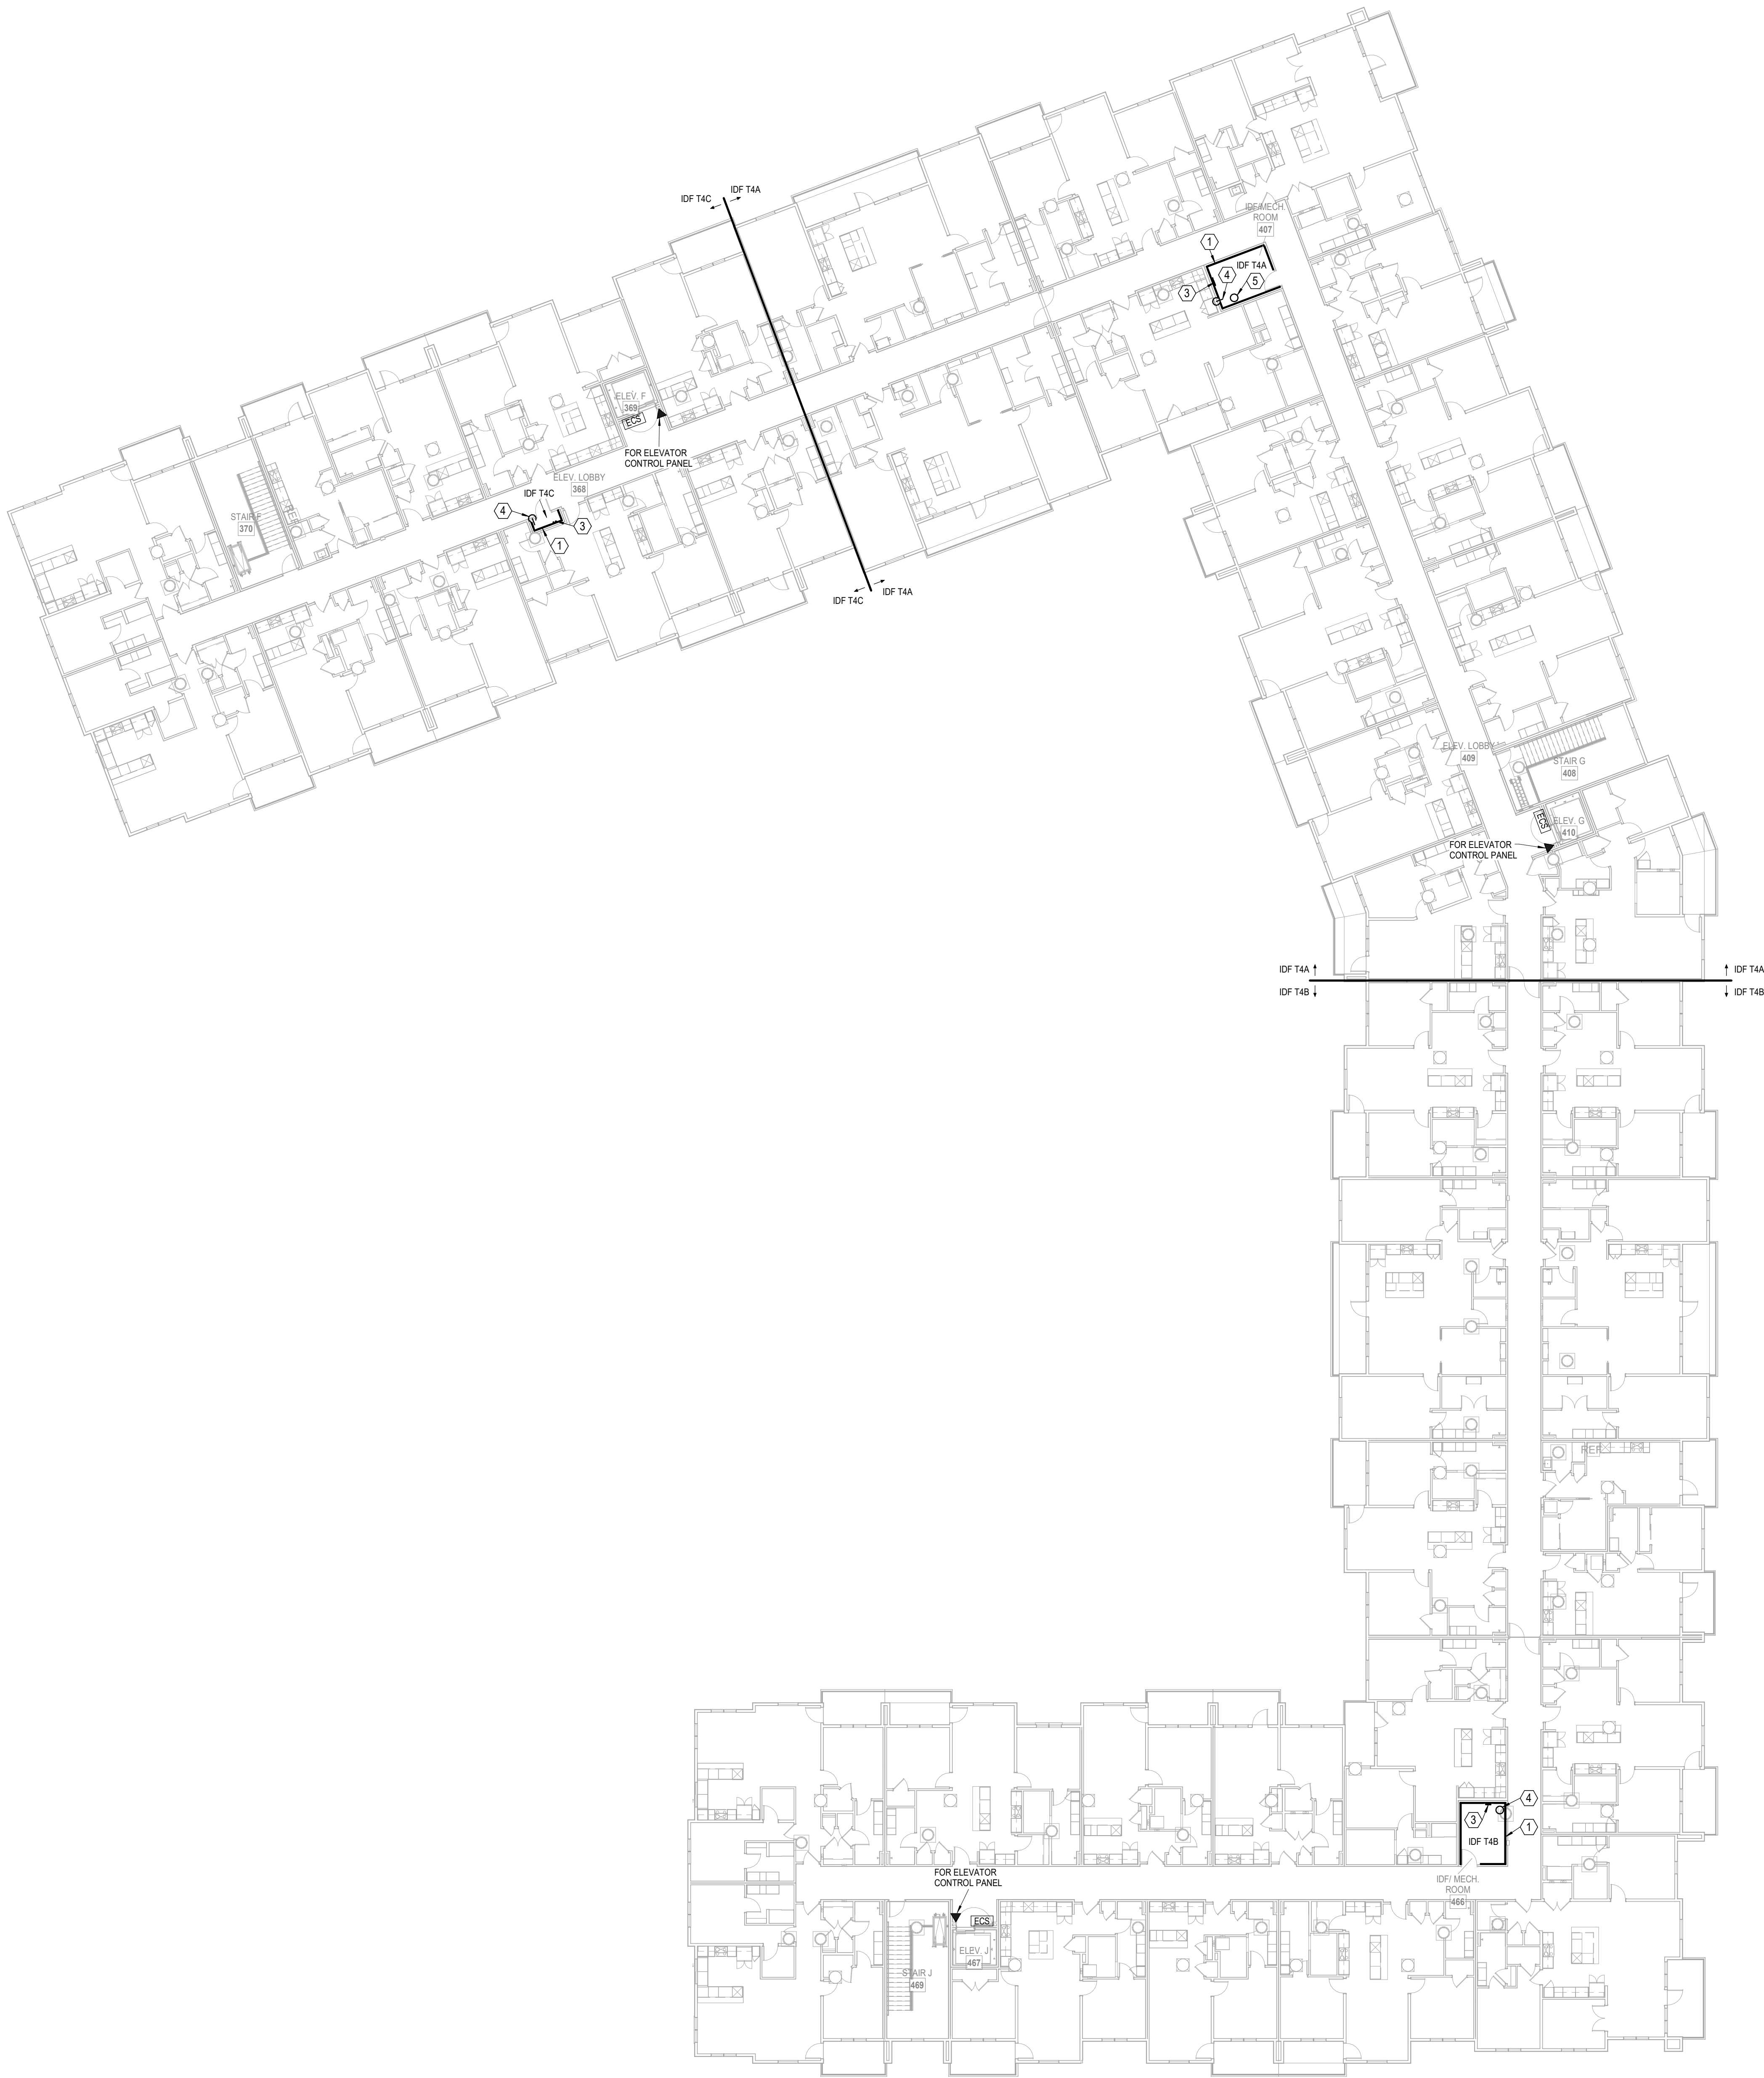 IDF T4C
IDF T4A
IDF/MECH.
ROOM
407
1
IDF T4A
4
5
3
ELEV. F
369
ECS
FOR ELEVATOR
CONTROL PANEL
ELEV. LOBBY
368
IDF T4C
4
3
1
STAIR F
370
REF.
IDF T4C
IDF T4A
ELEV. LOBBY
409
STAIR G
408
ECS
ELEV. G
410
FOR ELEVATOR
CONTROL PANEL
IDF T4A
IDF T4A
IDF T4B
IDF T4B
REF.
4
3
1
IDF T4B
IDF/ MECH.
ROOM
466
FOR ELEVATOR
CONTROL PANEL
ECS
ELEV. J
467
STAIR J
469